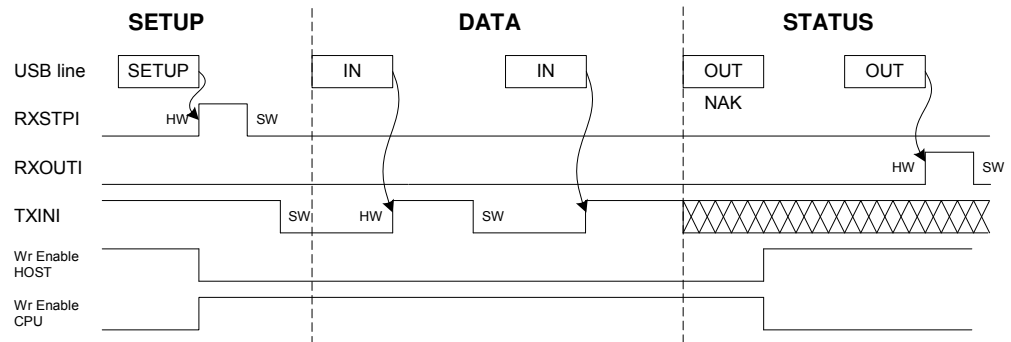 SETUP DATA STATUS
USB line SETUP IN IN OUT OUT
NAK
RXSTPI HW SW
RXOUTI HW SW
TXINI SW HW SW
Wr Enable
HOST
Wr Enable
CPU